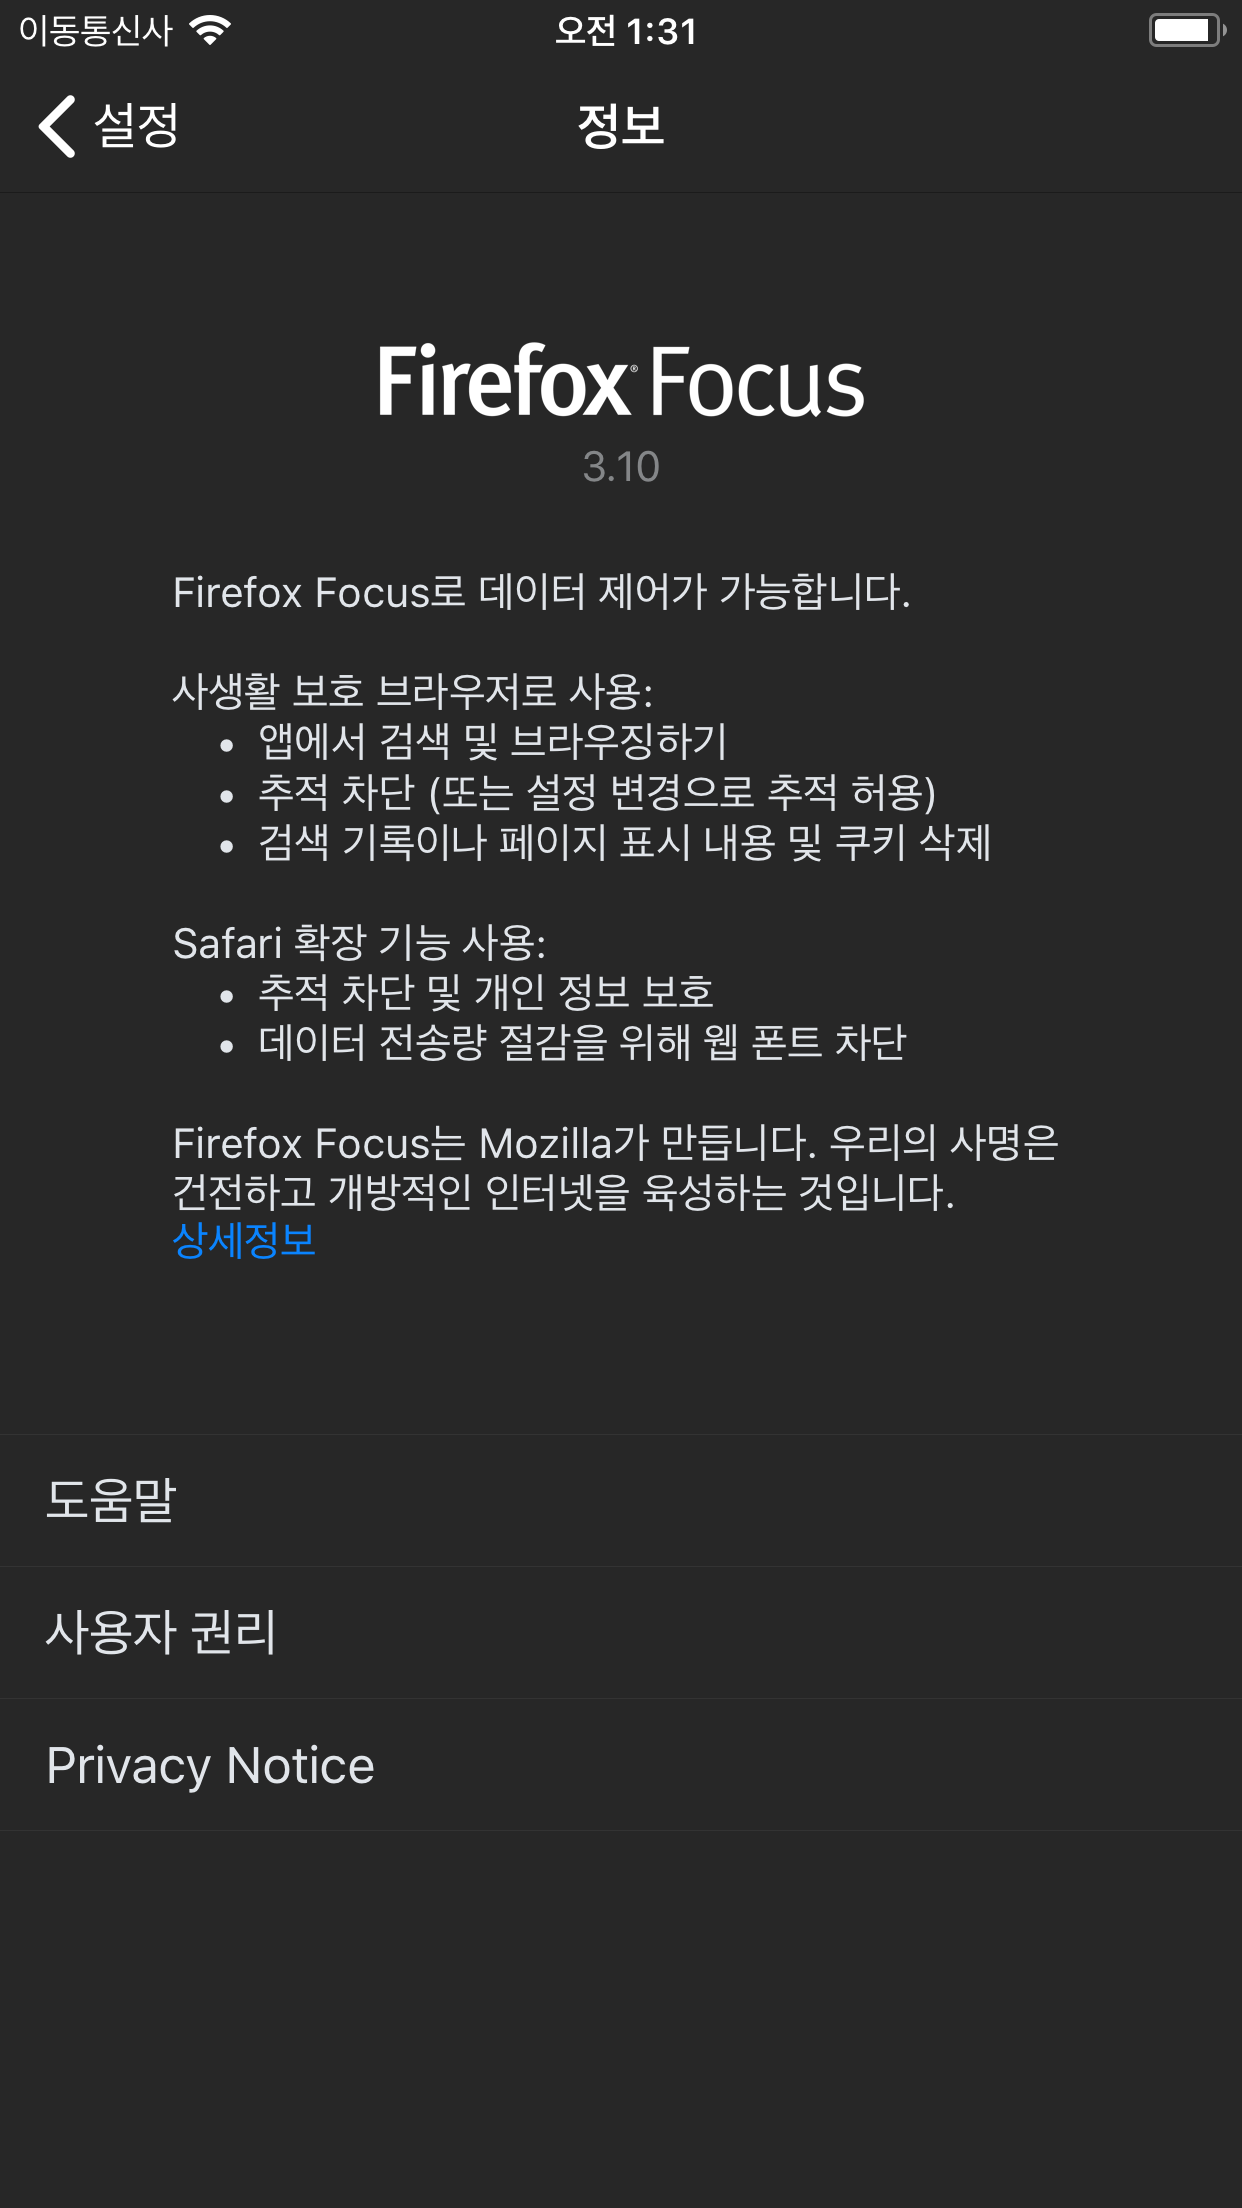 이동통신사
오전 1:31
설정
정보
Firefox® Focus
3.10
Firefox Focus로 데이터 제어가 가능합니다.
사생활 보호 브라우저로 사용:
• 앱에서 검색 및 브라우징하기
• 추적 차단 (또는 설정 변경으로 추적 허용)
• 검색 기록이나 페이지 표시 내용 및 쿠키 삭제
Safari 확장 기능 사용:
• 추적 차단 및 개인 정보 보호
• 데이터 전송량 절감을 위해 웹 폰트 차단
Firefox Focus는 Mozilla가 만듭니다. 우리의 사명은
건전하고 개방적인 인터넷을 육성하는 것입니다.
상세정보
도움말
사용자 권리
Privacy Notice